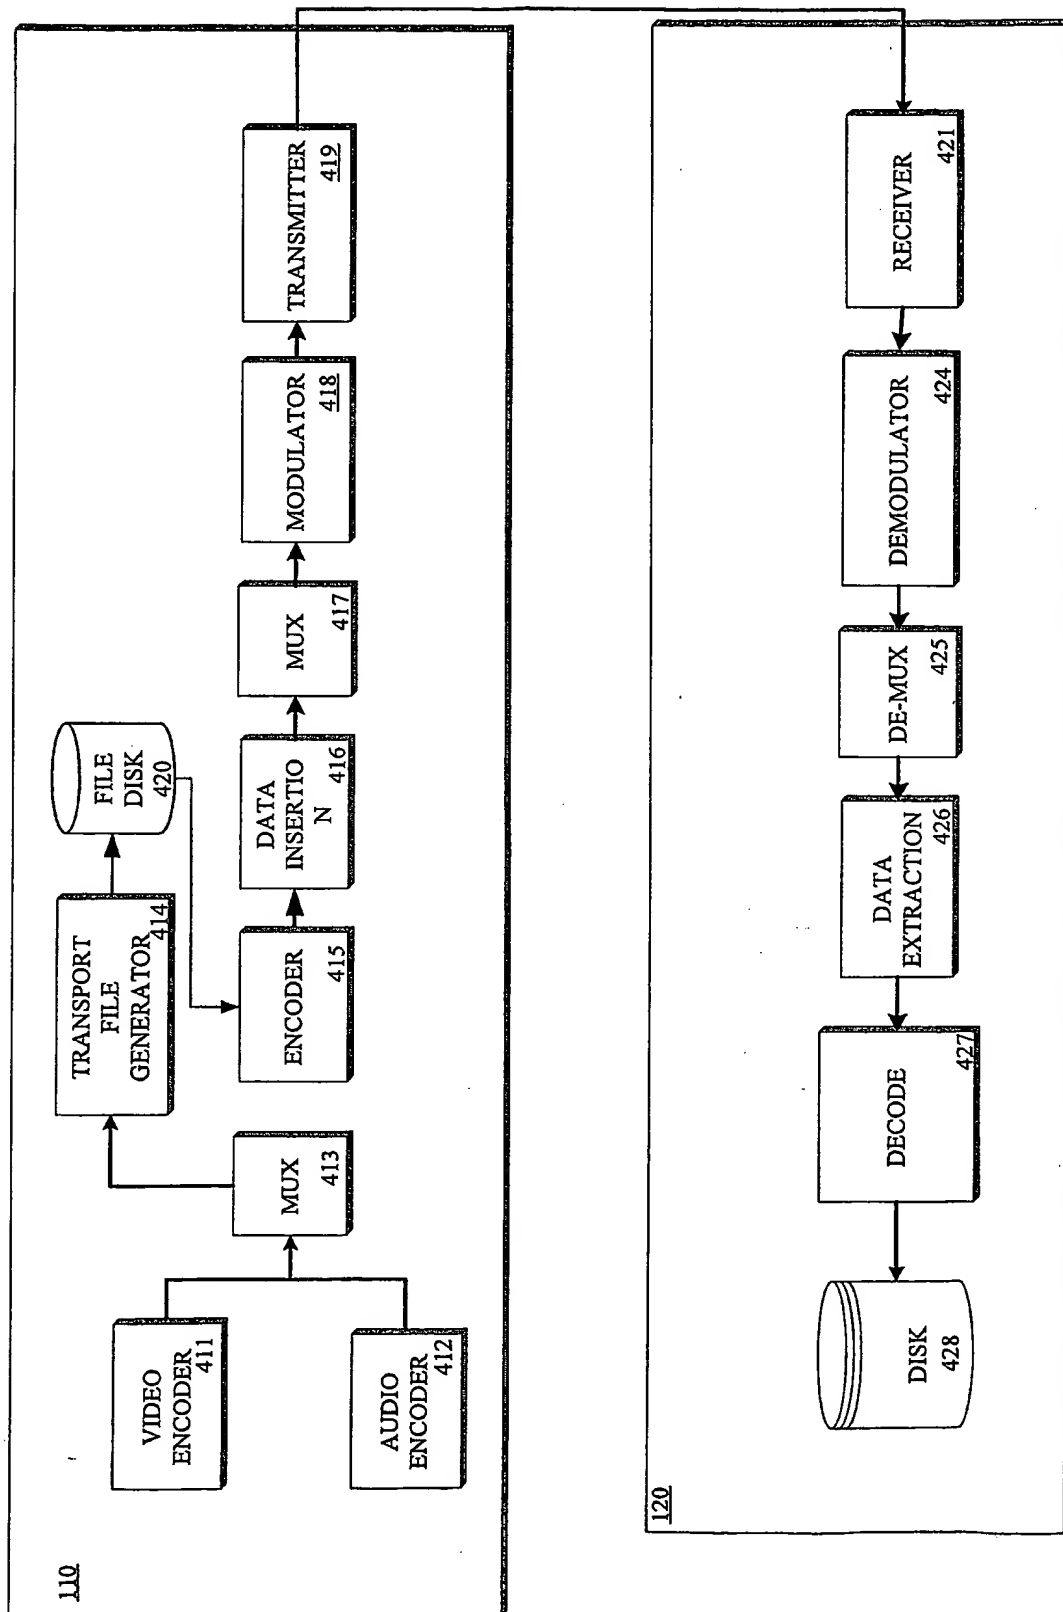 110
VIDEO
ENCODER
411
AUDIO
ENCODER
412
MUX
413
TRANSPORT
FILE
GENERATOR
414
FILE
DISK
420
ENCODER
415
DATA
INSERTIO
N
416
MUX
417
MODULATOR
418
TRANSMITTER
419
120
RECEIVER
421
DEMODULATOR
424
DE-MUX
425
DATA
EXTRACTION
426
DECODE
427
DISK
428